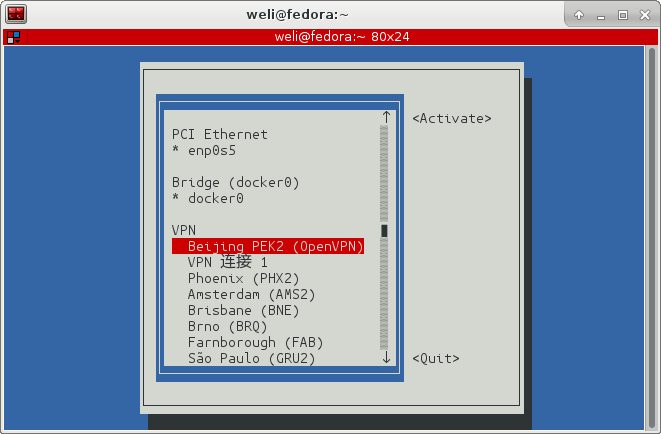 weli@fedora:~
weli@fedora:~ 80x24
PCI Ethernet
* enp0s5
Bridge (docker0)
* docker0
VPN
Beijing PEK2 (OpenVPN)
VPN 连接 1
Phoenix (PHX2)
Amsterdam (AMS2)
Brisbane (BNE)
Brno (BRQ)
Farnborough (FAB)
São Paulo (GRU2)
<Activate>
<Quit>